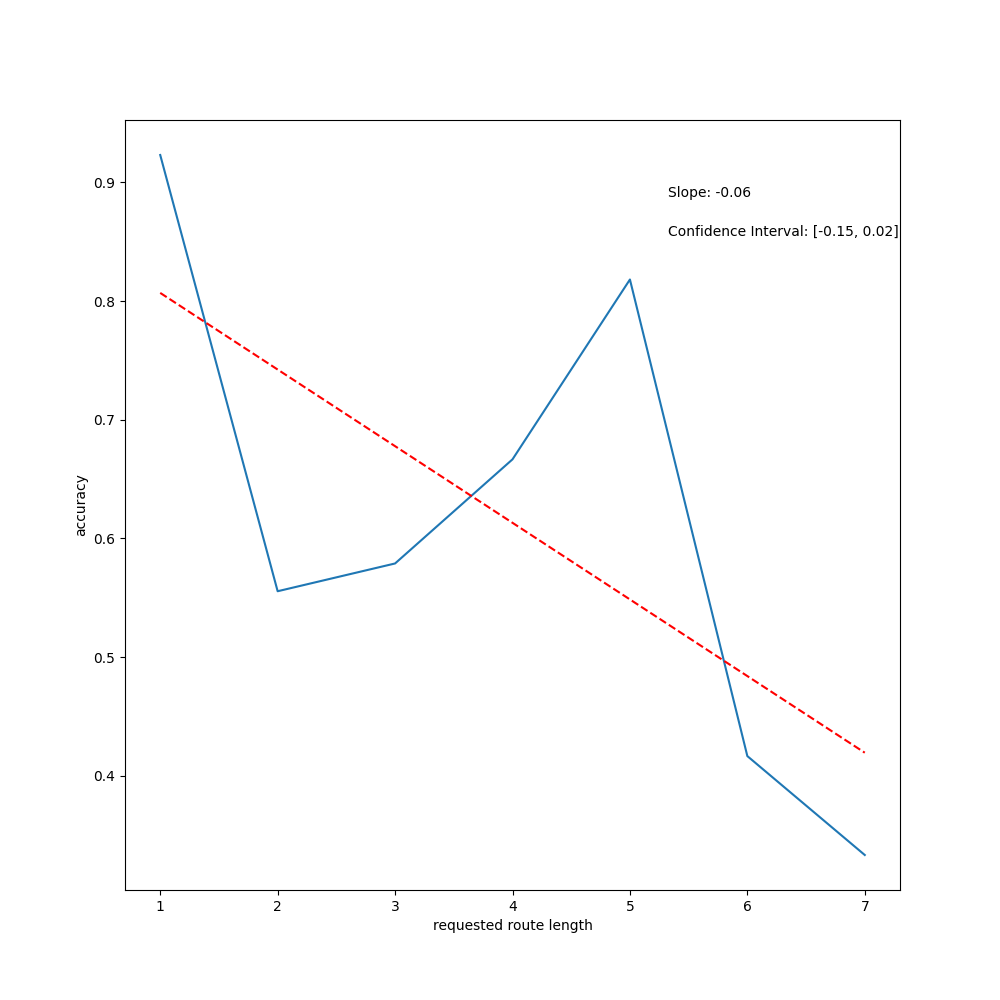 Slope: -0.06
Confidence Interval: [-0.15, 0.02]
0.9
0.8
0.7
0.6
0.5
0.4
accuracy
1 2 3 4 5 6 7
requested route length